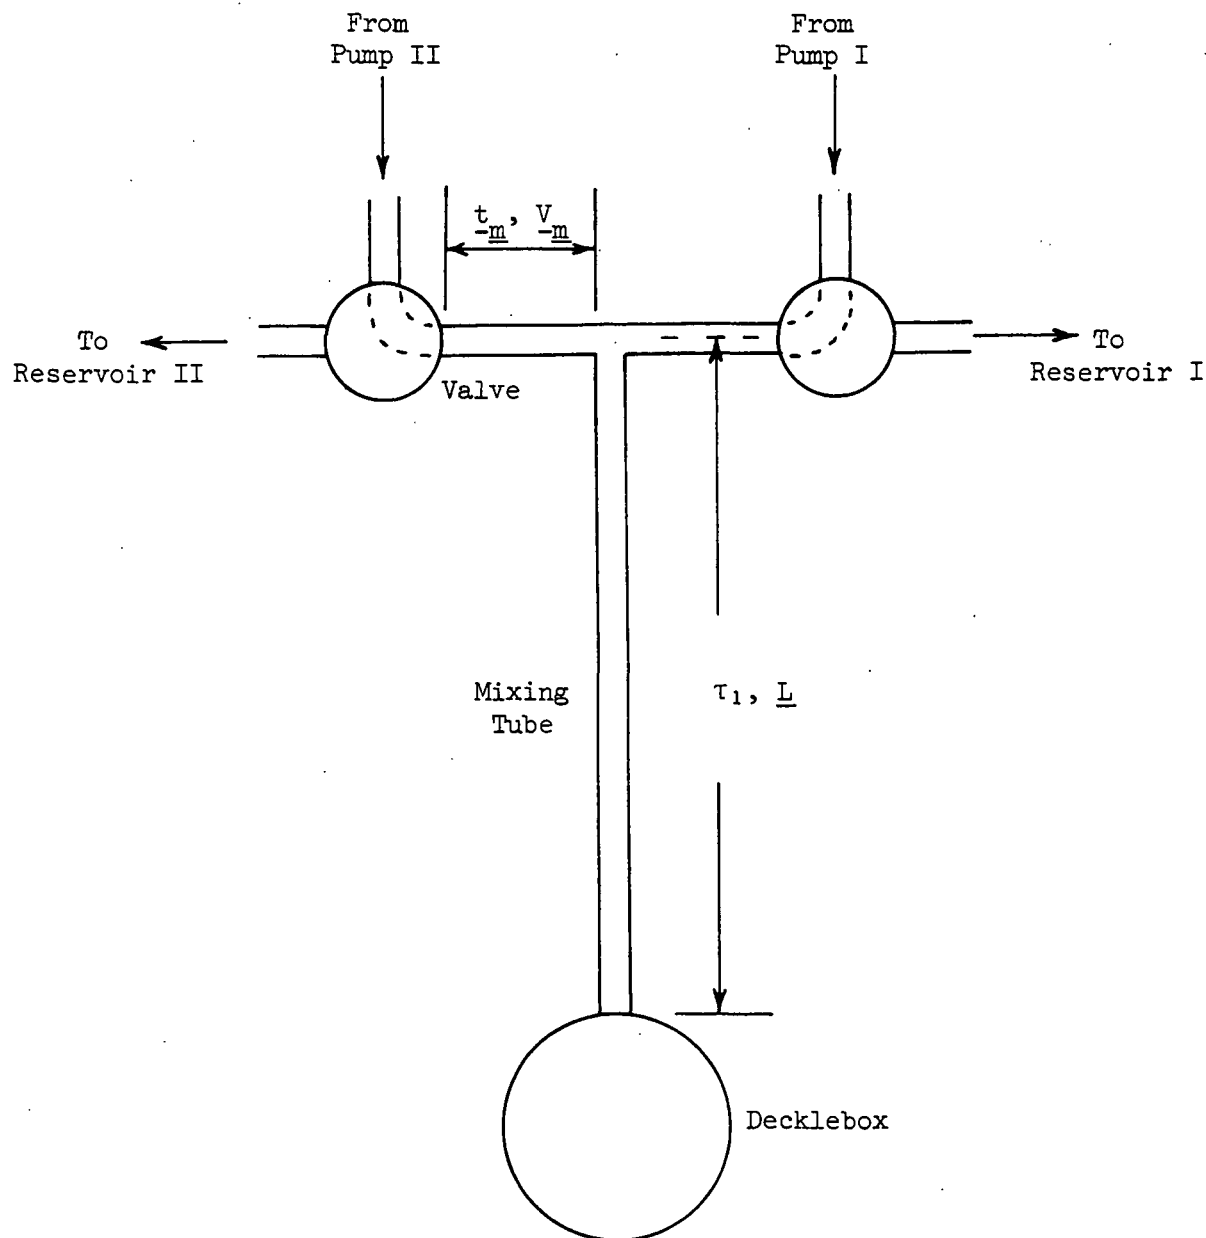 From
Pump II
From
Pump I
t_m, V_m
To
Reservoir II
Valve
To
Reservoir I
Mixing
Tube
τ₁, L
Decklebox